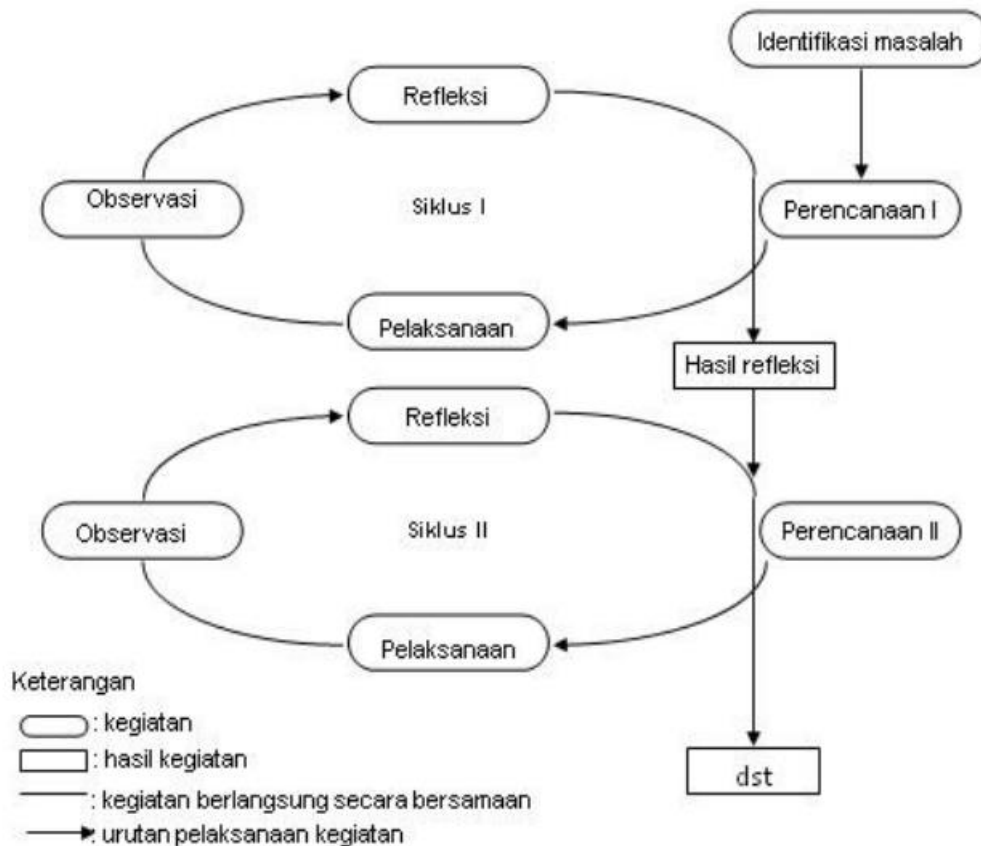 Identifikasi masalah
Refleksi
Observasi
Siklus I
Perencanaan I
Pelaksanaan
Hasil refleksi
Refleksi
Observasi
Siklus II
Perencanaan II
Pelaksanaan
Keterangan
: kegiatan
: hasil kegiatan
: kegiatan berlangsung secara bersamaan
: urutan pelaksanaan kegiatan
dst